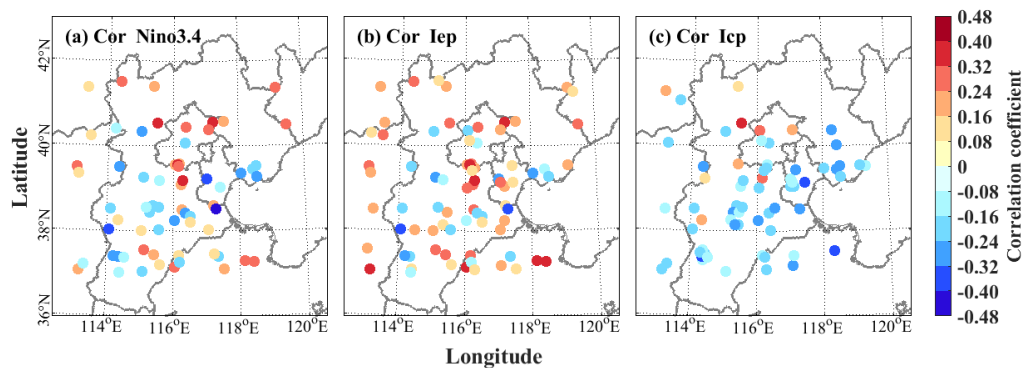 (a) Cor Nino3.4
(b) Cor Iep
(c) Cor Icp
42°N
40°N
38°N
36°N
Latitude
114°E 116°E 118°E 120°E
114°E 116°E 118°E 120°E
114°E 116°E 118°E 120°E
Longitude
0.48
0.40
0.32
0.24
0.16
0.08
0
-0.08
-0.16
-0.24
-0.32
-0.40
-0.48
Correlation coefficient